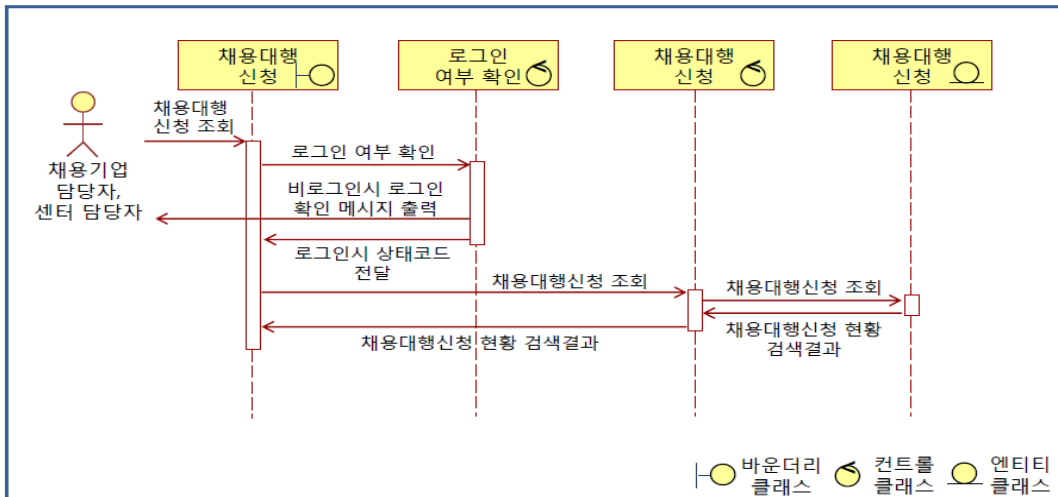 채용대행
신청
로그인
여부 확인
채용대행
신청
채용대행
신청
채용대행
신청 조회
채용기업
담당자,
센터 담당자
로그인 여부 확인
비로그인시 로그인
확인 메시지 출력
로그인시 상태코드
전달
채용대행신청 조회
채용대행신청 조회
채용대행신청 현황
검색결과
채용대행신청 현황 검색결과
바운더리
클래스
컨트롤
클래스
엔티티
클래스